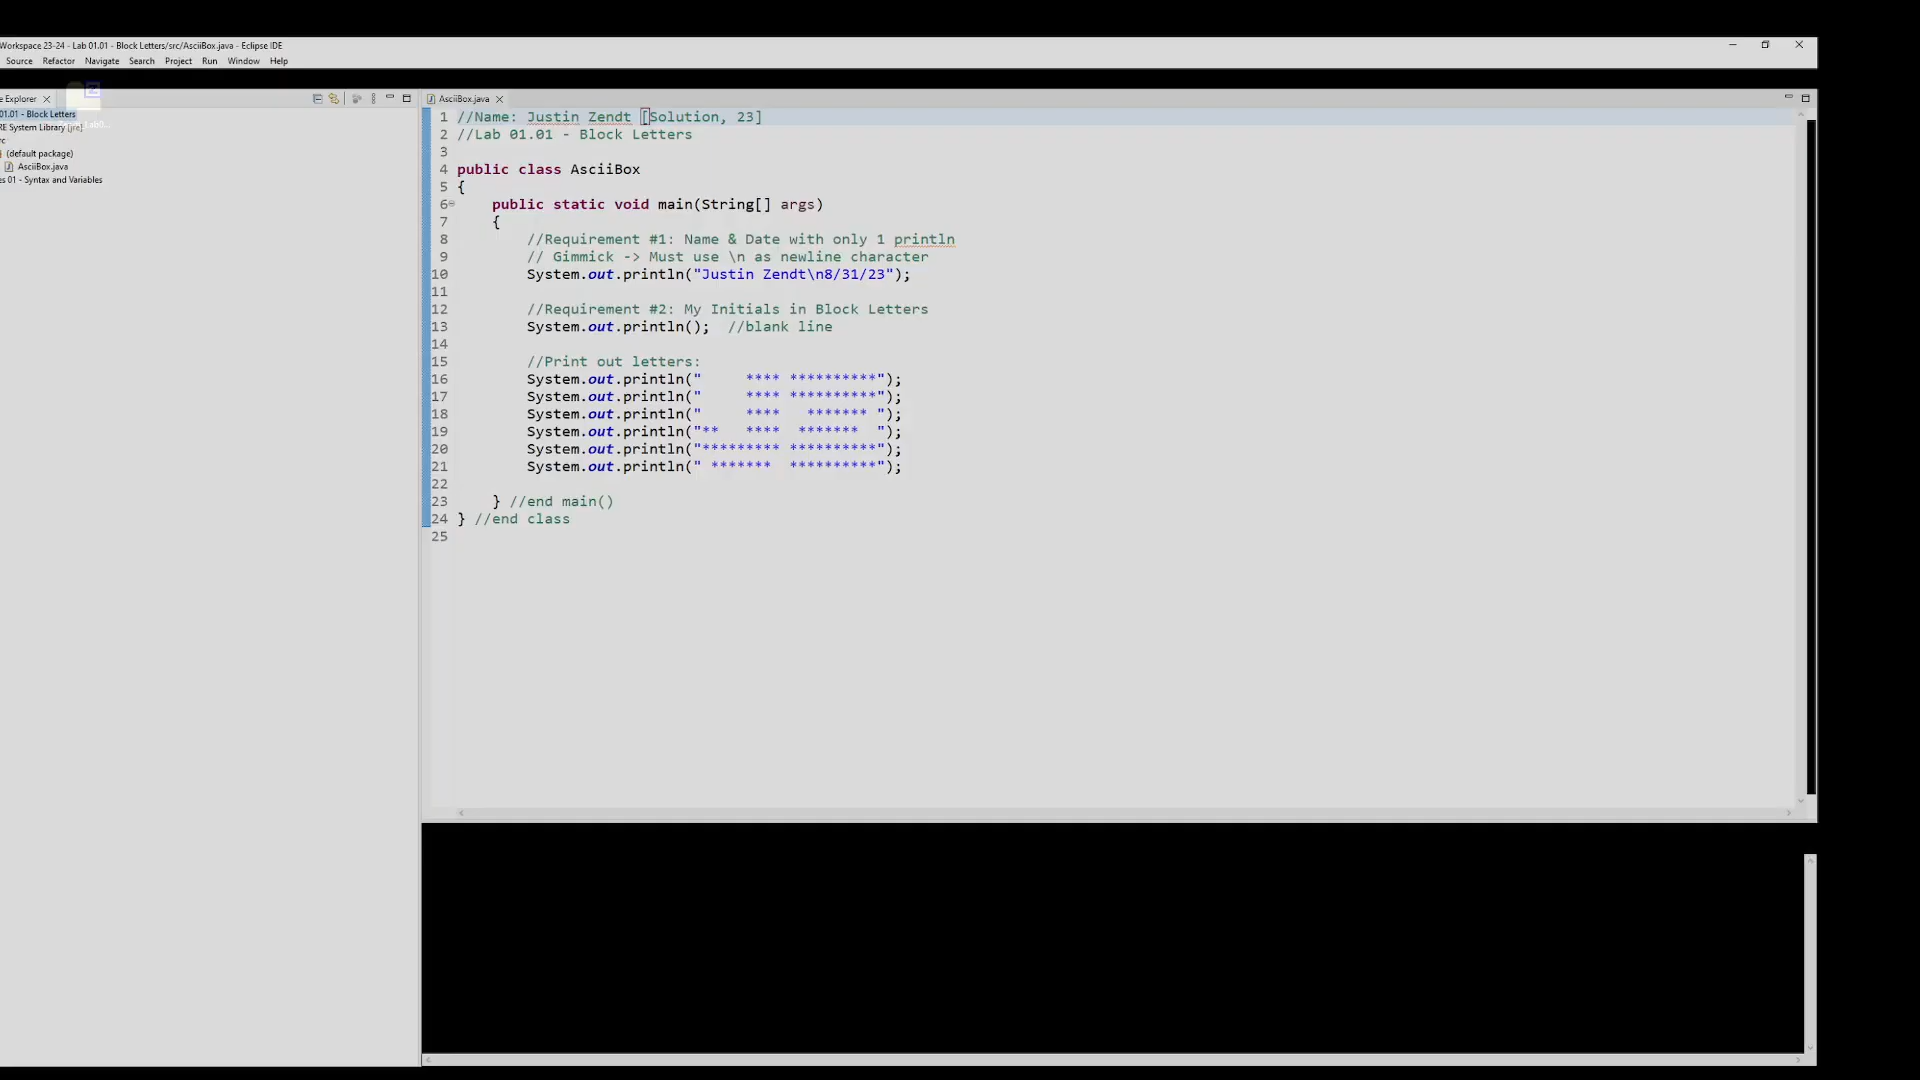 Workspace 23-24 - Lab 01.01 - Block Letters/src/AsciiBox.java - Eclipse IDE
Source Refactor Navigate Search Project Run Window Help
e Explorer
01.01 - Block Letters
RE System Library [jre]
rc
(default package)
AsciiBox.java
es 01 - Syntax and Variables
AsciiBox.java
1 //Name: Justin Zendt [Solution, 23]
2 //Lab 01.01 - Block Letters
3
4 public class AsciiBox
5 {
6     public static void main(String[] args)
7     {
8         //Requirement #1: Name & Date with only 1 println
9         // Gimmick -> Must use \n as newline character
10         System.out.println("Justin Zendt\n8/31/23");
11
12         //Requirement #2: My Initials in Block Letters
13         System.out.println();  //blank line
14
15         //Print out letters:
16         System.out.println("     **** **********");
17         System.out.println("     **** **********");
18         System.out.println("     ****   ******* ");
19         System.out.println("**   ****  *******  ");
20         System.out.println("********* **********");
21         System.out.println(" *******  **********");
22
23     } //end main()
24 } //end class
25